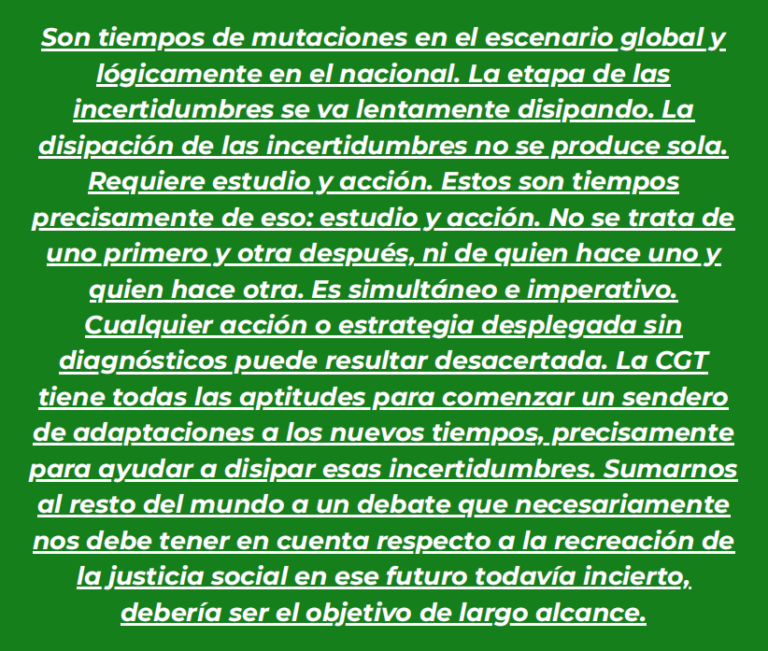 Son tiempos de mutaciones en el escenario global y
lógicamente en el nacional. La etapa de las
incertidumbres se va lentamente disipando. La
disipación de las incertidumbres no se produce sola.
Requiere estudio y acción. Estos son tiempos
precisamente de eso: estudio y acción. No se trata de
uno primero y otra después, ni de quien hace uno y
quien hace otra. Es simultáneo e imperativo.
Cualquier acción o estrategia desplegada sin
diagnósticos puede resultar desacertada. La CGT
tiene todas las aptitudes para comenzar un sendero
de adaptaciones a los nuevos tiempos, precisamente
para ayudar a disipar esas incertidumbres. Sumarnos
al resto del mundo a un debate que necesariamente
nos debe tener en cuenta respecto a la recreación de
la justicia social en ese futuro todavía incierto,
debería ser el objetivo de largo alcance.